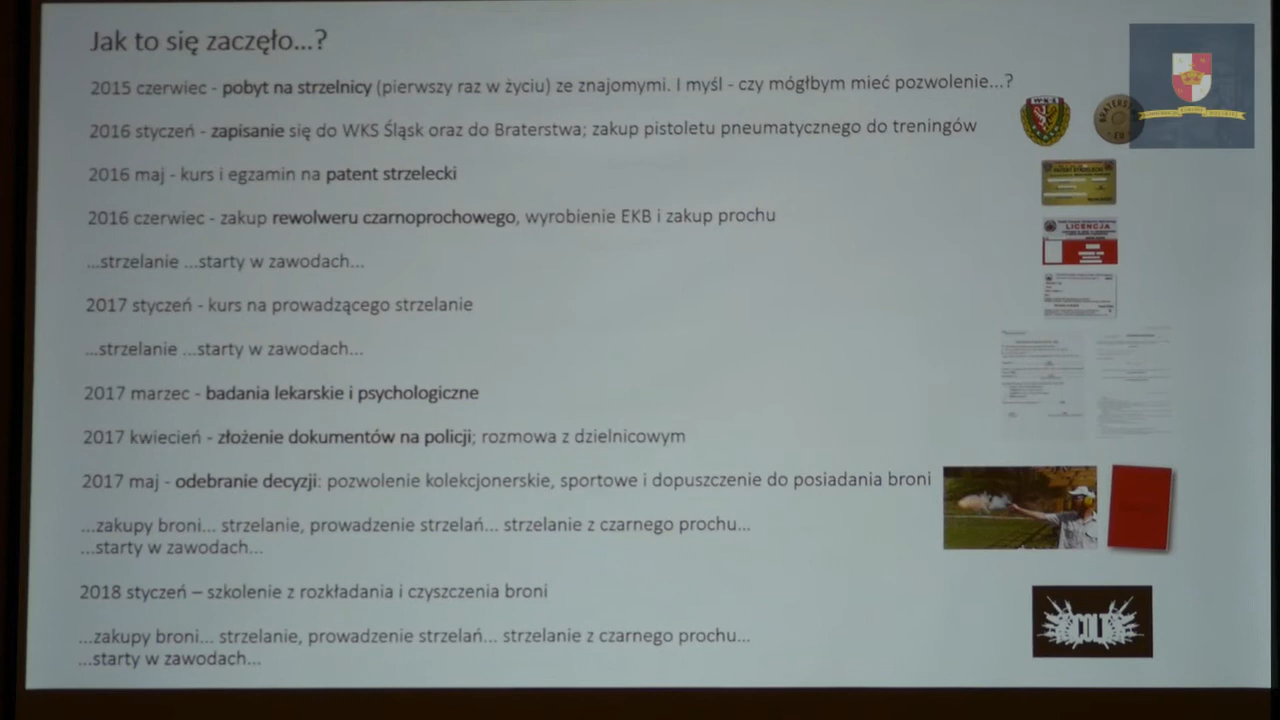 Jak to się zaczęło...?
2015 czerwiec - pobyt na strzelnicy (pierwszy raz w życiu) ze znajomymi. I myśl - czy mógłbym mieć pozwolenie...?
2016 styczeń - zapisanie się do WKS Śląsk oraz do Braterstwa; zakup pistoletu pneumatycznego do treningów
2016 maj - kurs i egzamin na patent strzelecki
2016 czerwiec - zakup rewolweru czarnoprochowego, wyrobienie EKB i zakup prochu
...strzelanie ...starty w zawodach...
2017 styczeń - kurs na prowadzącego strzelanie
...strzelanie ...starty w zawodach...
2017 marzec - badania lekarskie i psychologiczne
2017 kwiecień - złożenie dokumentów na policji; rozmowa z dzielnicowym
2017 maj - odebranie decyzji: pozwolenie kolekcjonerskie, sportowe i dopuszczenie do posiadania broni
...zakupy broni... strzelanie, prowadzenie strzelań... strzelanie z czarnego prochu...
...starty w zawodach...
2018 styczeń – szkolenie z rozkładania i czyszczenia broni
...zakupy broni... strzelanie, prowadzenie strzelań... strzelanie z czarnego prochu...
...starty w zawodach...
WKS
PATENT STRZELECKI
LICENCJA
COLT